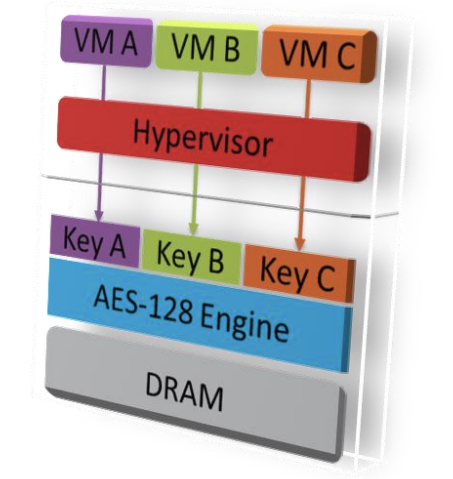 VM A VM B VM C
Hypervisor
Key A Key B Key C
AES-128 Engine
DRAM